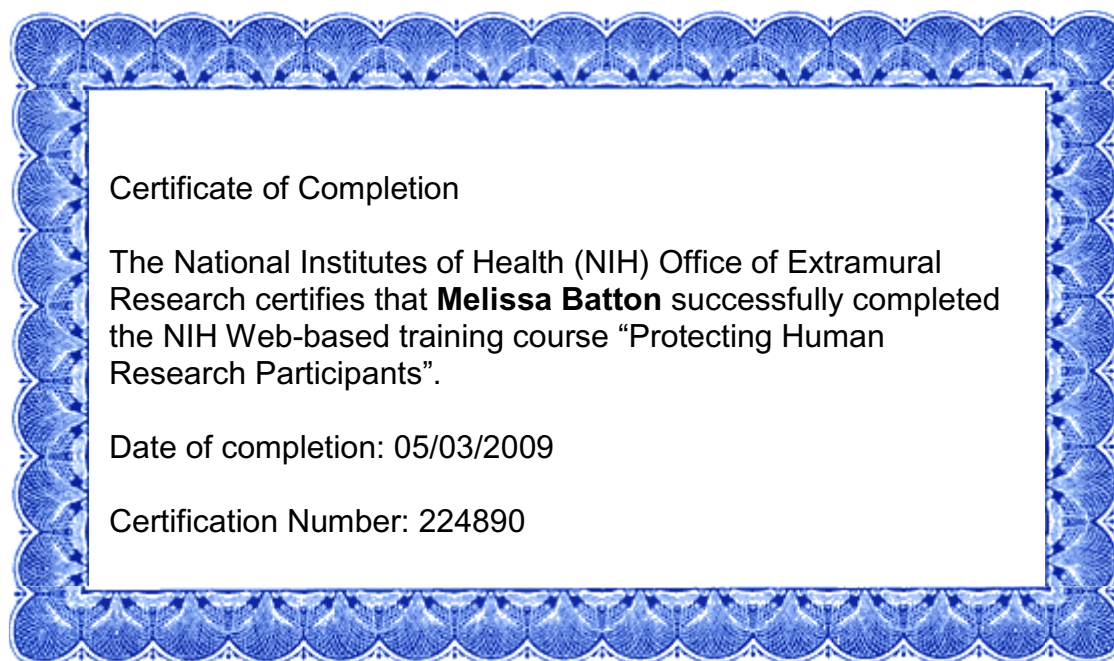 Certificate of Completion
The National Institutes of Health (NIH) Office of Extramural
Research certifies that Melissa Batton successfully completed
the NIH Web-based training course “Protecting Human
Research Participants”.
Date of completion: 05/03/2009
Certification Number: 224890